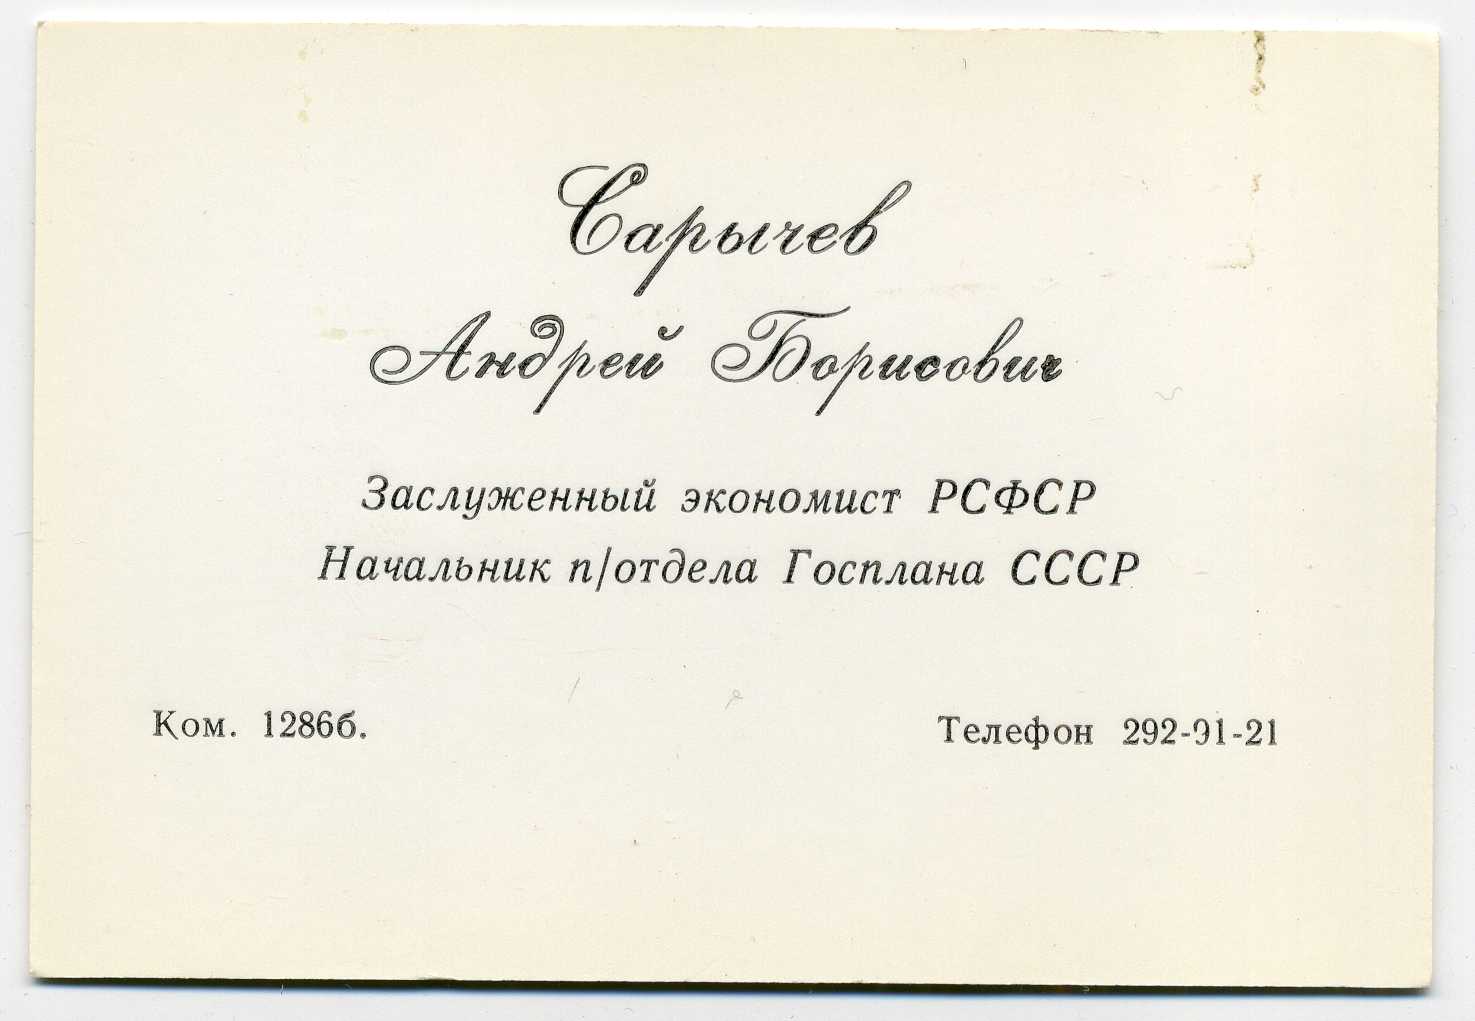 Сарычев
Андрей Борисович
Заслуженный экономист РСФСР
Начальник п/отдела Госплана СССР
Ком. 1286б.
Телефон 292-91-21